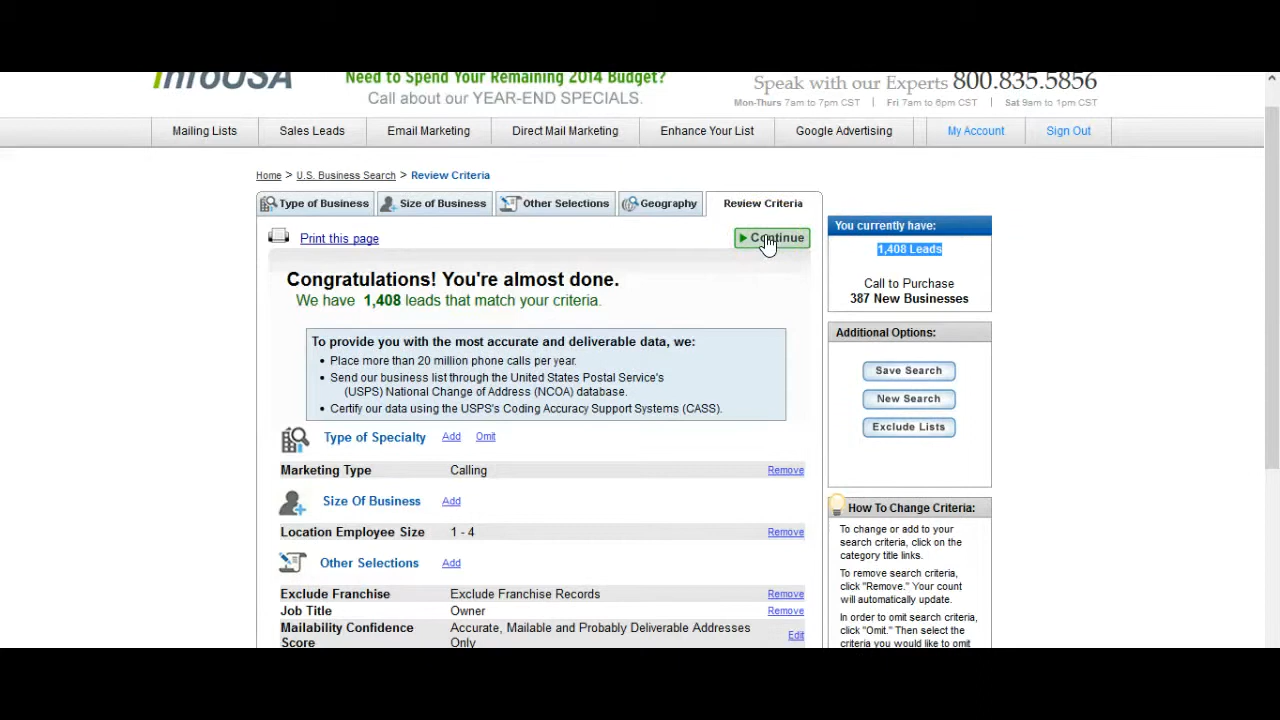 infoUSA
Need to Spend Your Remaining 2014 Budget?
Call about our YEAR-END SPECIALS.
Speak with our Experts 800.835.5856
Mon-Thurs 7am to 7pm CST | Fri 7am to 6pm CST | Sat 9am to 1pm CST
Mailing Lists Sales Leads Email Marketing Direct Mail Marketing Enhance Your List Google Advertising My Account Sign Out
Home > U.S. Business Search > Review Criteria
Type of Business Size of Business Other Selections Geography Review Criteria
Print this page
Continue
Congratulations! You're almost done.
We have 1,408 leads that match your criteria.
To provide you with the most accurate and deliverable data, we:
• Place more than 20 million phone calls per year.
• Send our business list through the United States Postal Service's
(USPS) National Change of Address (NCOA) database.
• Certify our data using the USPS's Coding Accuracy Support Systems (CASS).
Type of Specialty Add Omit
Marketing Type Calling Remove
Size Of Business Add
Location Employee Size 1 - 4 Remove
Other Selections Add
Exclude Franchise Exclude Franchise Records Remove
Job Title Owner Remove
Mailability Confidence Accurate, Mailable and Probably Deliverable Addresses
Score Only Edit
You currently have:
1,408 Leads
Call to Purchase
387 New Businesses
Additional Options:
Save Search
New Search
Exclude Lists
How To Change Criteria:
To change or add to your
search criteria, click on the
category title links.
To remove search criteria,
click "Remove." Your count
will automatically update.
In order to omit search criteria,
click "Omit." Then select the
criteria you would like to omit